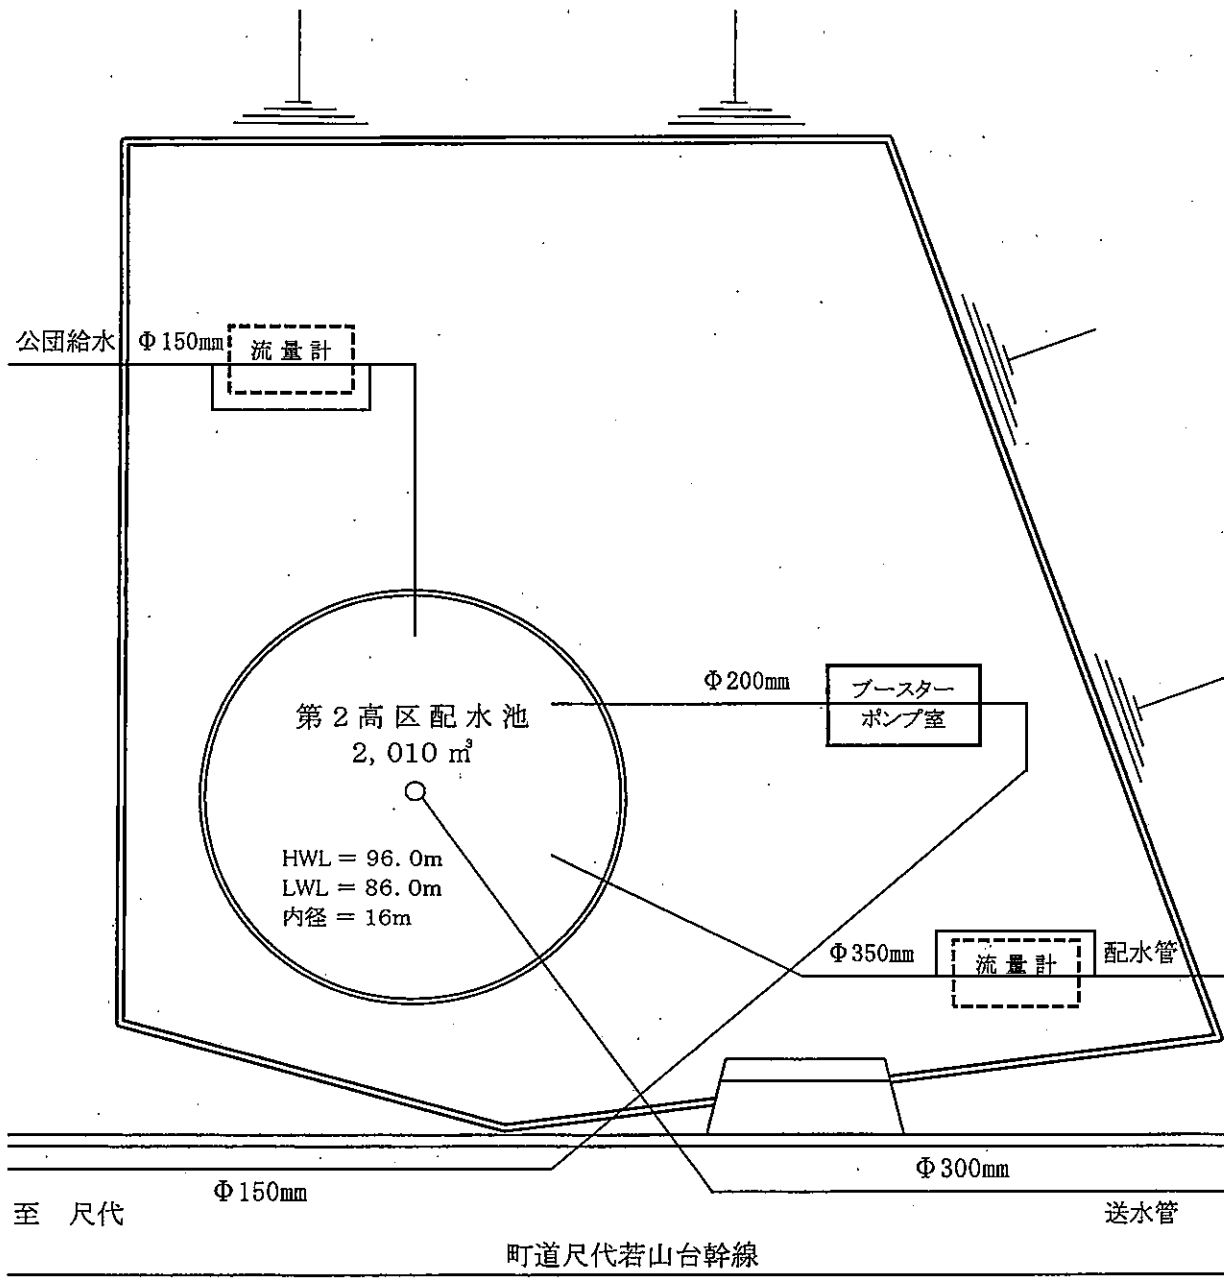 公団給水 Φ150mm 流量計
Φ200mm ブースター
ポンプ室
第2高区配水池
2,010㎥
HWL = 96.0m
LWL = 86.0m
内径 = 16m
Φ350mm 流量計 配水管
Φ150mm
Φ300mm
至 尺代
送水管
町道尺代若山台幹線